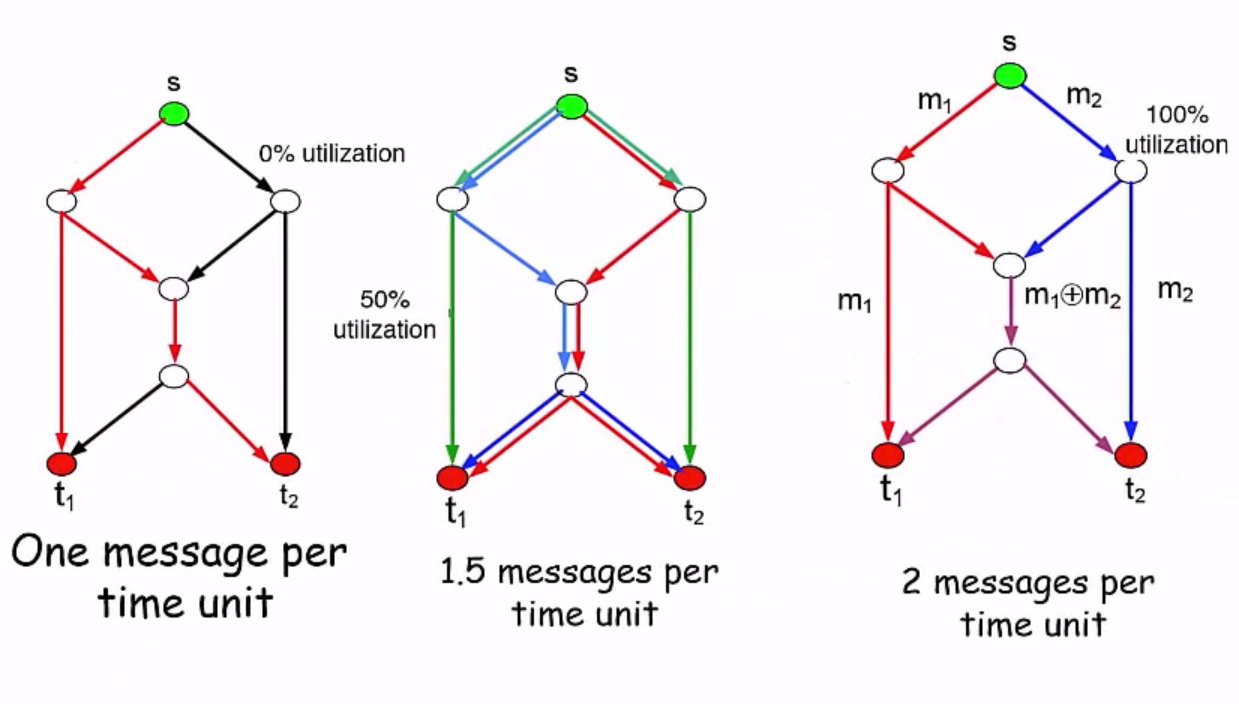 s
0% utilization
t₁
t₂
One message per
time unit
s
50%
utilization
t₁
t₂
1.5 messages per
time unit
s
m₁
m₂
100%
utilization
m₁
m₁⊕m₂
m₂
t₁
t₂
2 messages per
time unit